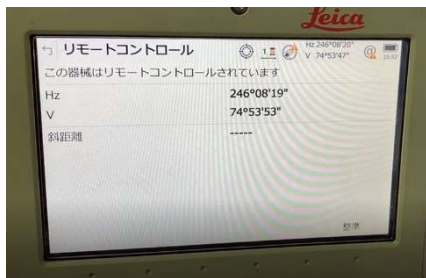 Leica
リモートコントロール
Hz 246°08'20"
V 74°53'47"
この器械はリモートコントロールされています
Hz 246°08'19"
V 74°53'53"
斜距離 -----